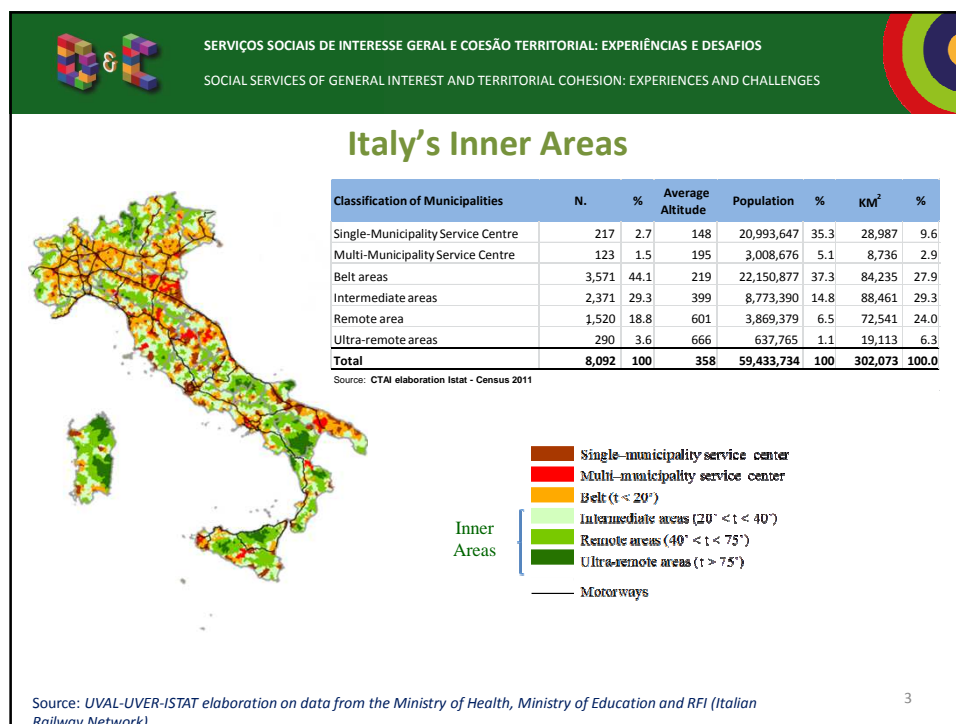 D & C
SERVIÇOS SOCIAIS DE INTERESSE GERAL E COESÃO TERRITORIAL: EXPERIÊNCIAS E DESAFIOS
SOCIAL SERVICES OF GENERAL INTEREST AND TERRITORIAL COHESION: EXPERIENCES AND CHALLENGES
Italy's Inner Areas
Classification of Municipalities N. % Average Altitude Population % KM² %
Single-Municipality Service Centre 217 2.7 148 20,993,647 35.3 28,987 9.6
Multi-Municipality Service Centre 123 1.5 195 3,008,676 5.1 8,736 2.9
Belt areas 3,571 44.1 219 22,150,877 37.3 84,235 27.9
Intermediate areas 2,371 29.3 399 8,773,390 14.8 88,461 29.3
Remote area 1,520 18.8 601 3,869,379 6.5 72,541 24.0
Ultra-remote areas 290 3.6 666 637,765 1.1 19,113 6.3
Total 8,092 100 358 59,433,734 100 302,073 100.0
Source: CTAI elaboration Istat - Census 2011
Single–municipality service center
Multi–municipality service center
Belt (t < 20')
Intermediate areas (20' < t < 40')
Remote areas (40' < t < 75')
Ultra-remote areas (t > 75')
Motorways
Inner
Areas
Source: UVAL-UVER-ISTAT elaboration on data from the Ministry of Health, Ministry of Education and RFI (Italian
Railway Network)
3